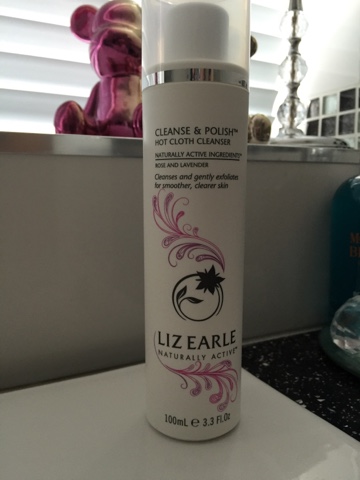 CLEANSE & POLISH™
HOT CLOTH CLEANSER
NATURALLY ACTIVE INGREDIENTS*
ROSE AND LAVENDER
Cleanses and gently exfoliates
for smoother, clearer skin
LIZ EARLE
NATURALLY ACTIVE™
100mL ℮ 3.3 Fl.Oz